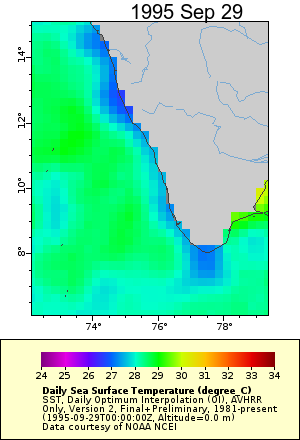 1995 Sep 29
14°
12°
10°
8°
74°
76°
78°
24 25 26 27 28 29 30 31 32 33 34
Daily Sea Surface Temperature (degree_C)
SST, Daily Optimum Interpolation (OI), AVHRR
Only, Version 2, Final+Preliminary, 1981-present
(1995-09-29T00:00:00Z, Altitude=0.0 m)
Data courtesy of NOAA NCEI